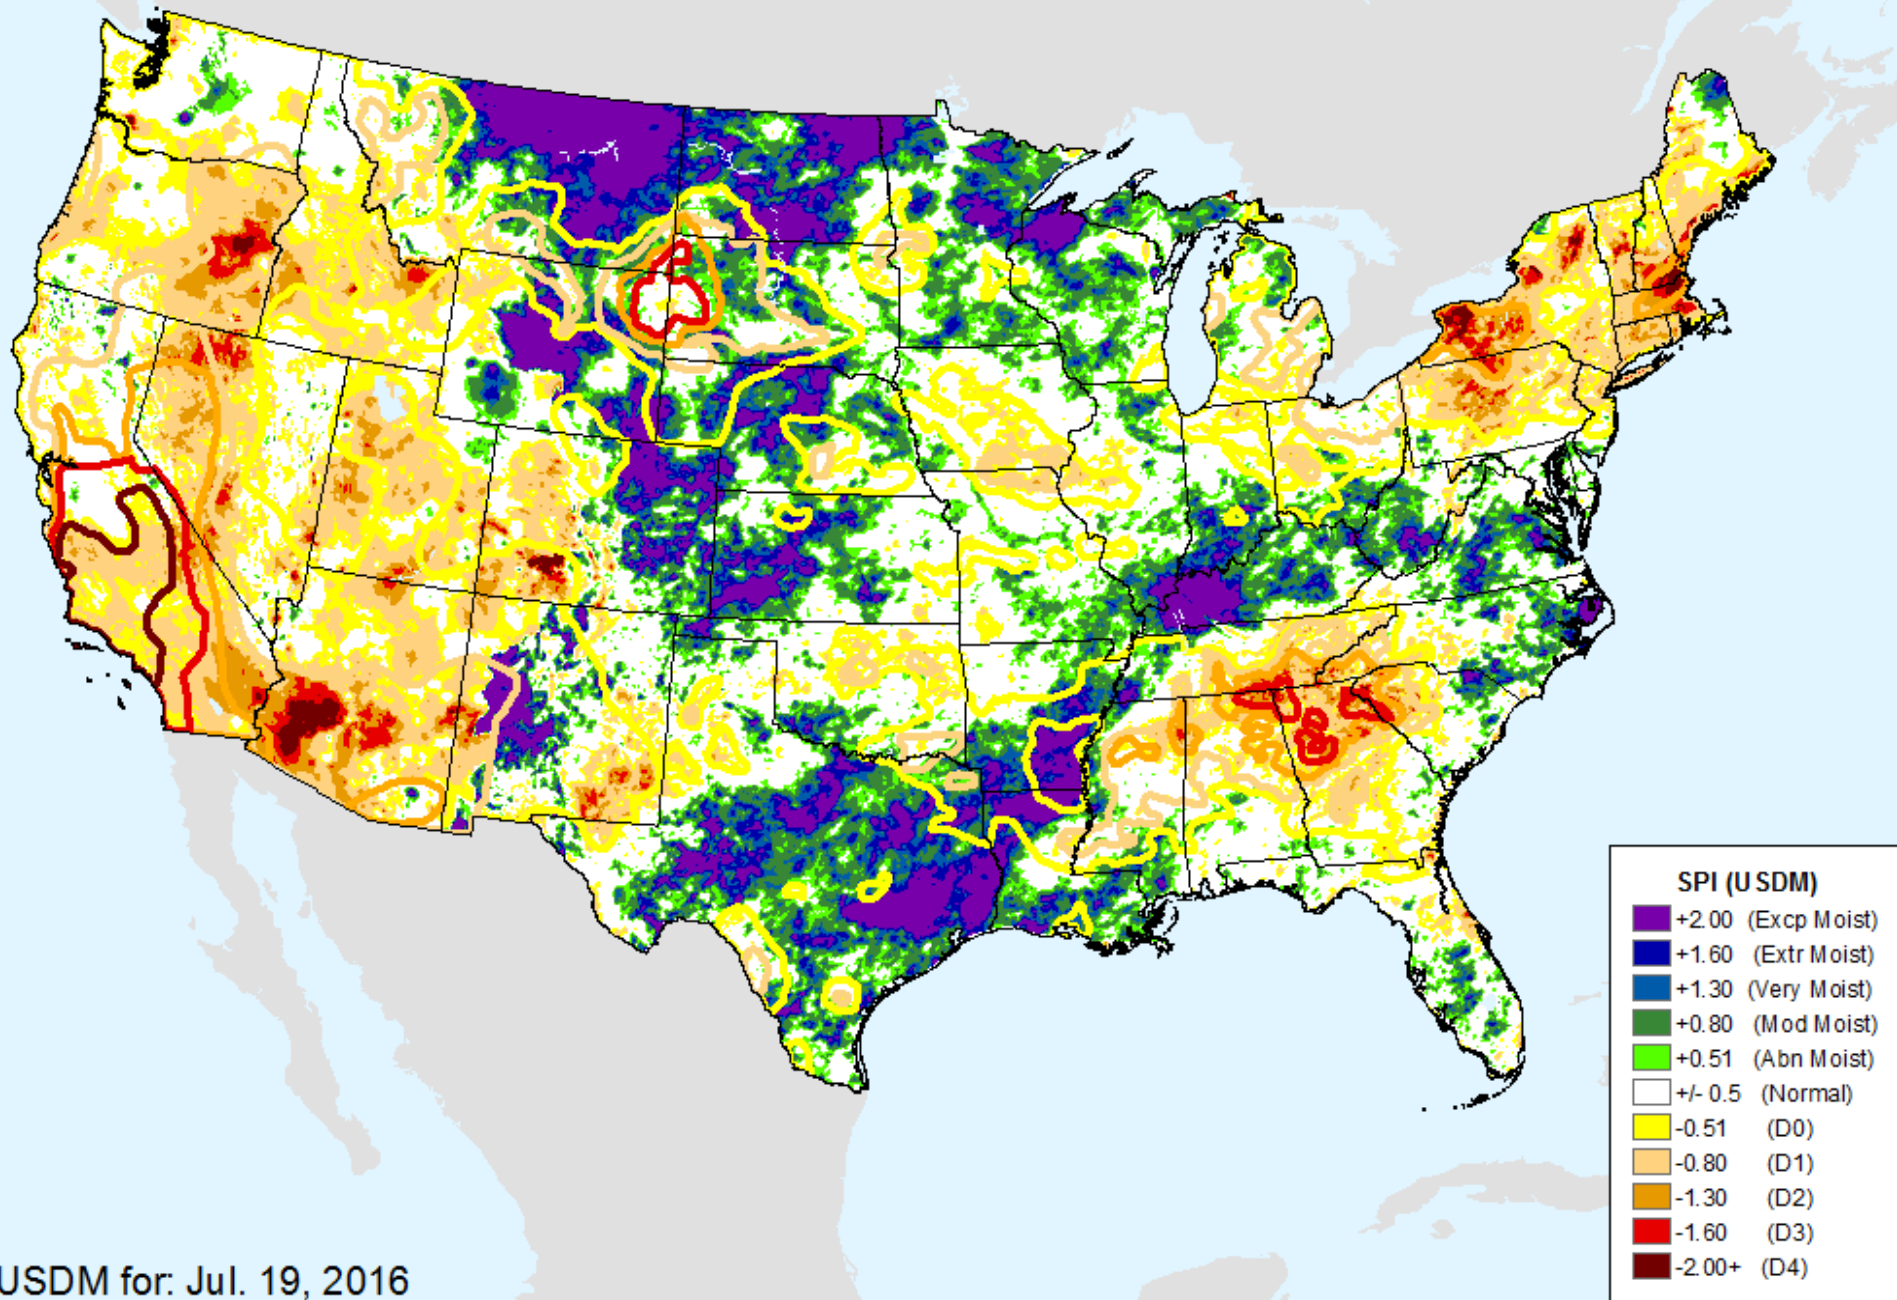 SPI (USDM)
+2.00 (Excp Moist)
+1.60 (Extr Moist)
+1.30 (Very Moist)
+0.80 (Mod Moist)
+0.51 (Abn Moist)
+/- 0.5 (Normal)
-0.51 (D0)
-0.80 (D1)
-1.30 (D2)
-1.60 (D3)
-2.00+ (D4)
USDM for: Jul. 19, 2016